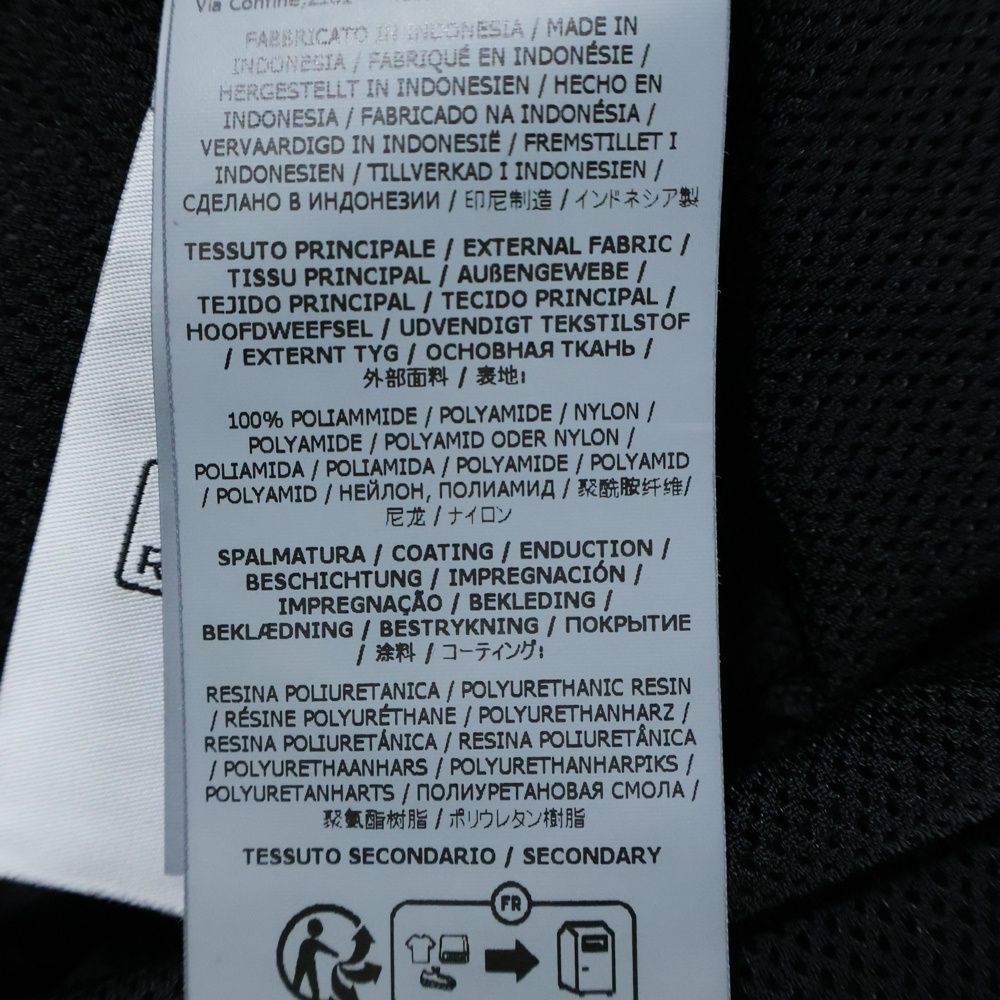 Via Confine,2161
FABBRICATO IN INDONESIA / MADE IN
INDONESIA / FABRIQUÉ EN INDONÉSIE /
HERGESTELLT IN INDONESIEN / HECHO EN
INDONESIA / FABRICADO NA INDONÉSIA /
VERVAARDIGD IN INDONESIË / FREMSTILLET I
INDONESIEN / TILLVERKAD I INDONESIEN /
СДЕЛАНО В ИНДОНЕЗИИ / 印尼制造 / インドネシア製
TESSUTO PRINCIPALE / EXTERNAL FABRIC /
TISSU PRINCIPAL / AUßENGEWEBE /
TEJIDO PRINCIPAL / TECIDO PRINCIPAL /
HOOFDWEEFSEL / UDVENDIGT TEKSTILSTOF
/ EXTERNT TYG / ОСНОВНАЯ ТКАНЬ /
外部面料 / 表地:
100% POLIAMMIDE / POLYAMIDE / NYLON /
POLYAMIDE / POLYAMID ODER NYLON /
POLIAMIDA / POLIAMIDA / POLYAMIDE / POLYAMID
/ POLYAMID / НЕЙЛОН, ПОЛИАМИД / 聚酰胺纤维/
尼龙 / ナイロン
SPALMATURA / COATING / ENDUCTION /
BESCHICHTUNG / IMPREGNACIÓN /
IMPREGNAÇÃO / BEKLEDING /
BEKLÆDNING / BESTRYKNING / ПОКРЫТИЕ
/ 涂料 / コーティング:
RESINA POLIURETANICA / POLYURETHANIC RESIN
/ RÉSINE POLYURÉTHANE / POLYURETHANHARZ /
RESINA POLIURETÁNICA / RESINA POLIURETÂNICA
/ POLYURETHAANHARS / POLYURETHANHARPIKS /
POLYURETANHARTS / ПОЛИУРЕТАНОВАЯ СМОЛА /
聚氨酯树脂 / ポリウレタン樹脂
TESSUTO SECONDARIO / SECONDARY
FR
R